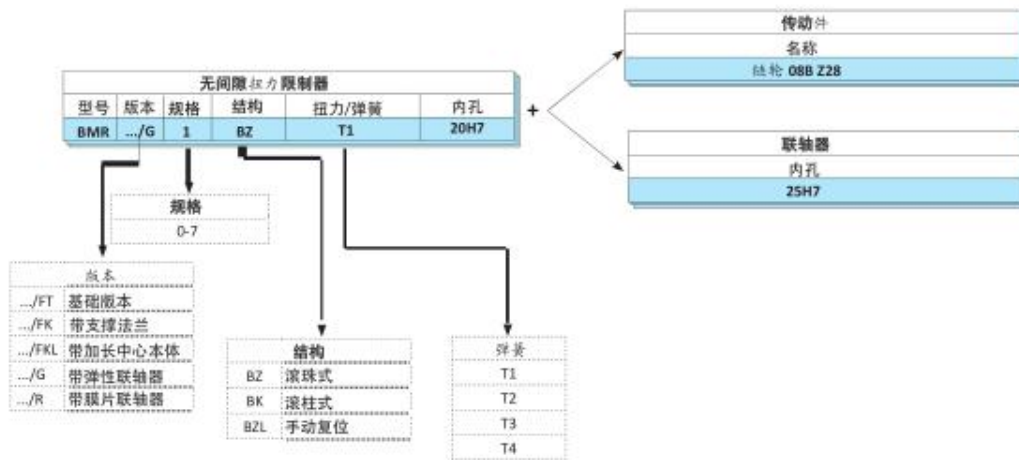 无间隙扭力限制器
型号 版本 规格 结构 扭力/弹簧 内孔
BMR .../G 1 BZ T1 20H7
+
传动件
名称
链轮 08B Z28
联轴器
内孔
25H7
规格
0-7
版本
.../FT 基础版本
.../FK 带支撑法兰
.../FKL 带加长中心本体
.../G 带弹性联轴器
.../R 带膜片联轴器
结构
BZ 滚珠式
BK 滚柱式
BZL 手动复位
弹簧
T1
T2
T3
T4